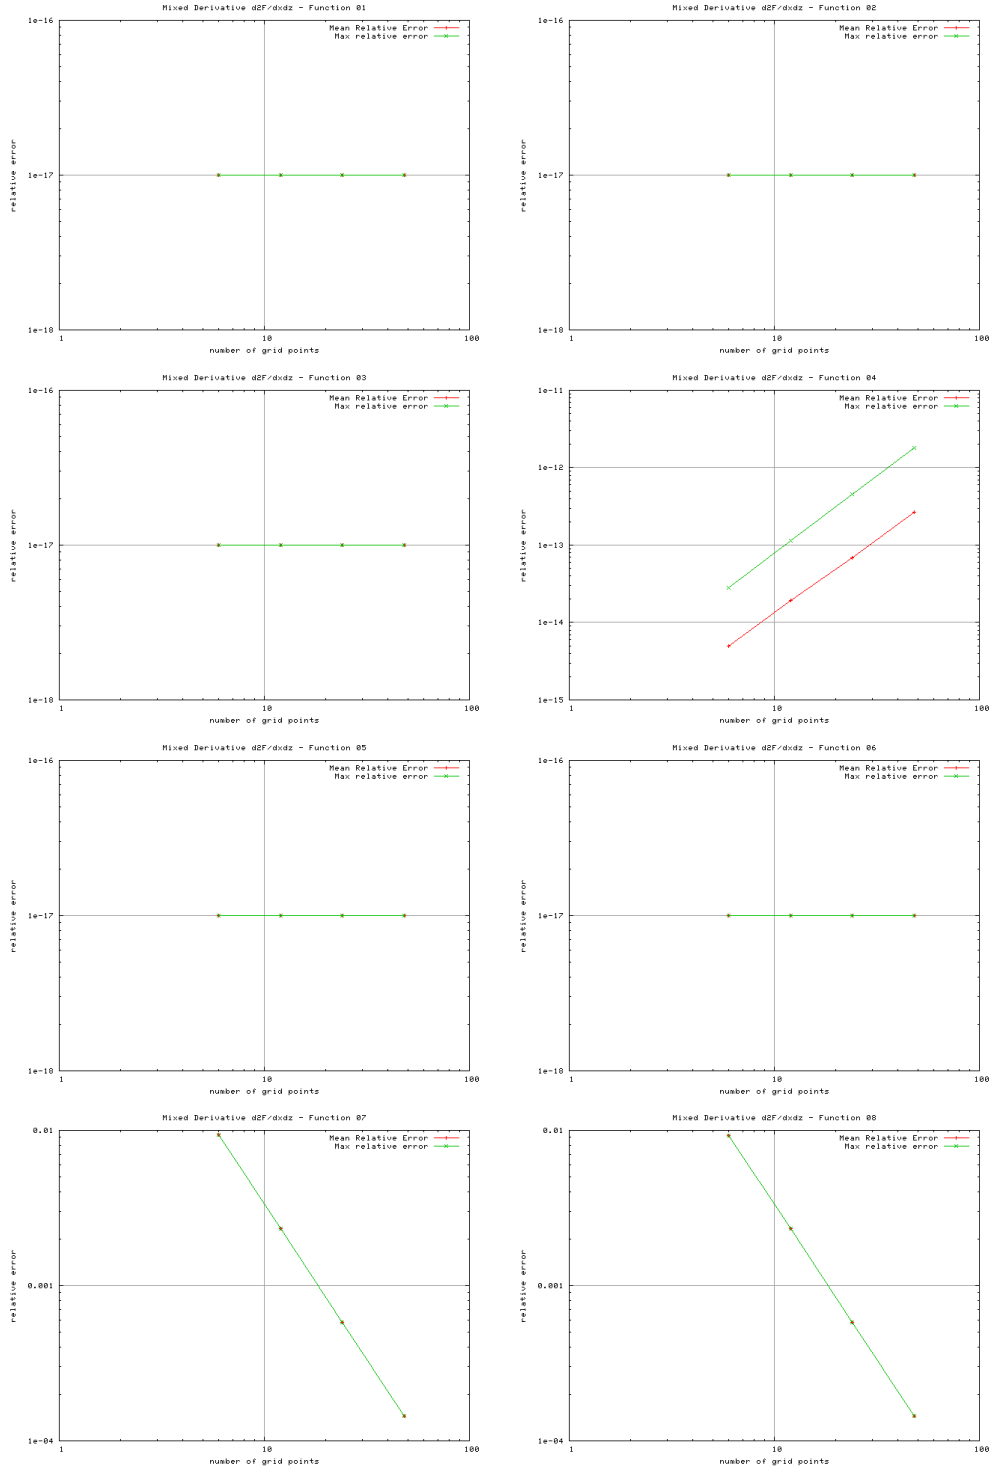 Mixed Derivative d2F/dxdz - Function 01
1e-16
Mean Relative Error
Max relative error
relative error
1e-17
1e-18
1 10 100
number of grid points
Mixed Derivative d2F/dxdz - Function 02
1e-16
Mean Relative Error
Max relative error
relative error
1e-17
1e-18
1 10 100
number of grid points
Mixed Derivative d2F/dxdz - Function 03
1e-16
Mean Relative Error
Max relative error
relative error
1e-17
1e-18
1 10 100
number of grid points
Mixed Derivative d2F/dxdz - Function 04
1e-11
Mean Relative Error
Max relative error
1e-12
relative error
1e-13
1e-14
1e-15
1 10 100
number of grid points
Mixed Derivative d2F/dxdz - Function 05
1e-16
Mean Relative Error
Max relative error
relative error
1e-17
1e-18
1 10 100
number of grid points
Mixed Derivative d2F/dxdz - Function 06
1e-16
Mean Relative Error
Max relative error
relative error
1e-17
1e-18
1 10 100
number of grid points
Mixed Derivative d2F/dxdz - Function 07
0.01
Mean Relative Error
Max relative error
relative error
0.001
1e-04
1 10 100
number of grid points
Mixed Derivative d2F/dxdz - Function 08
0.01
Mean Relative Error
Max relative error
relative error
0.001
1e-04
1 10 100
number of grid points